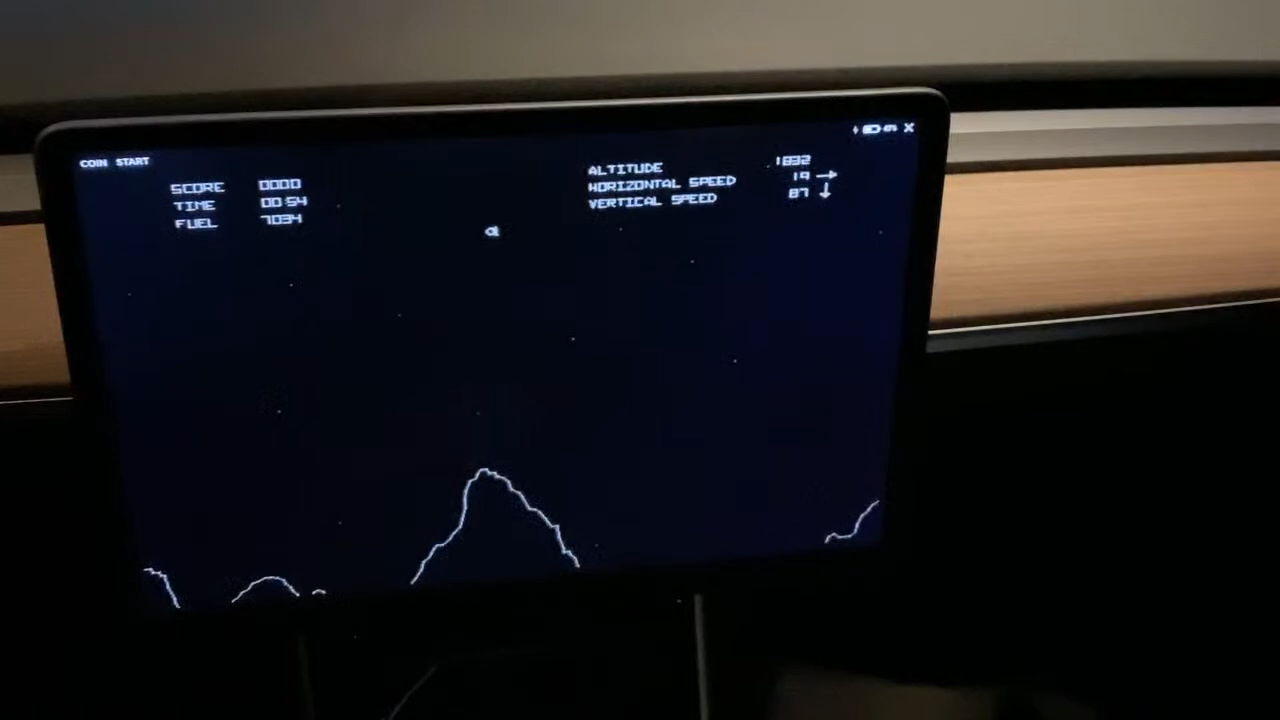 COIN START
SCORE 0000
TIME 00:54
FUEL 7034
ALTITUDE 1832
HORIZONTAL SPEED 19 →
VERTICAL SPEED 87 ↓
X